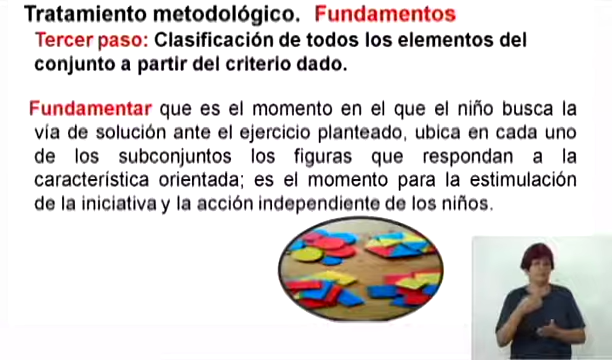 Tratamiento metodológico. Fundamentos
Tercer paso: Clasificación de todos los elementos del
conjunto a partir del criterio dado.
Fundamentar que es el momento en el que el niño busca la
vía de solución ante el ejercicio planteado, ubica en cada uno
de los subconjuntos los figuras que respondan a la
característica orientada; es el momento para la estimulación
de la iniciativa y la acción independiente de los niños.